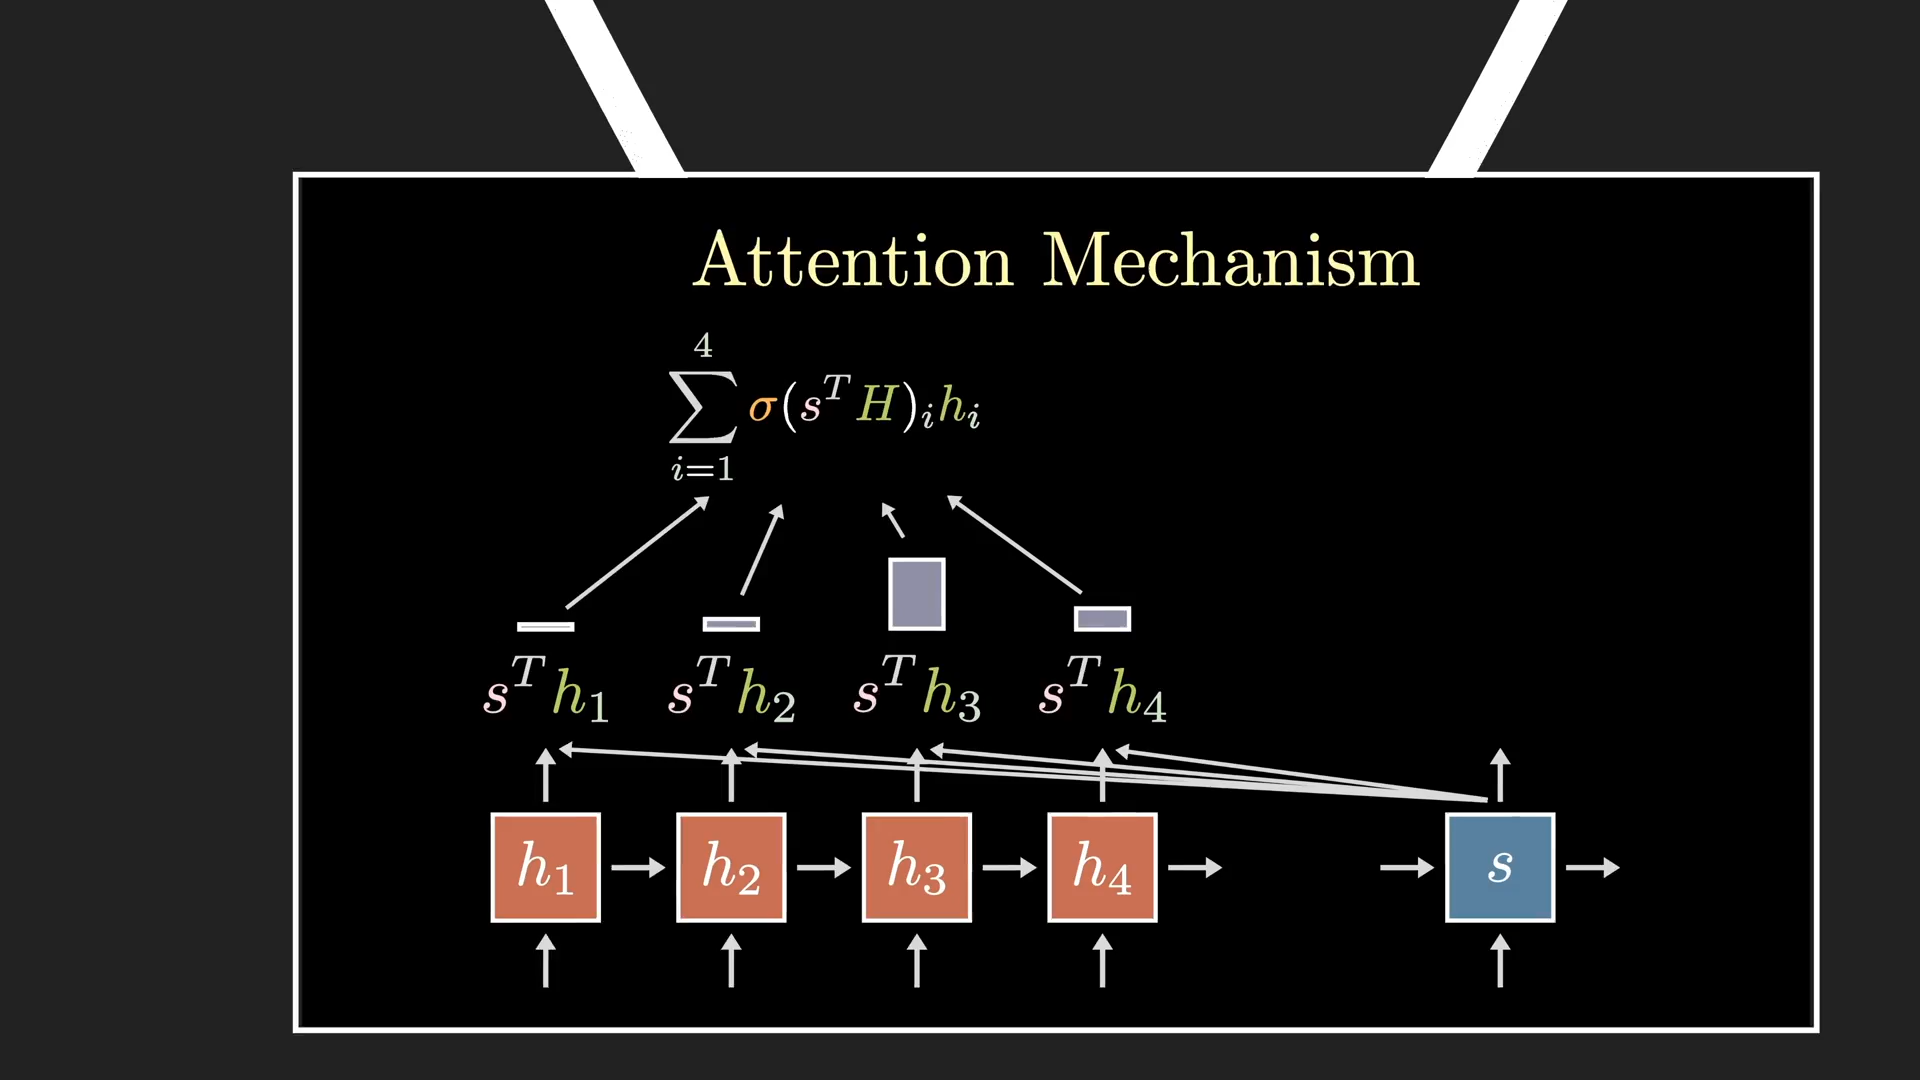 Attention Mechanism
4
∑ σ(s^T H)_i h_i
i=1
s^T h_1 s^T h_2 s^T h_3 s^T h_4
h_1 h_2 h_3 h_4 s